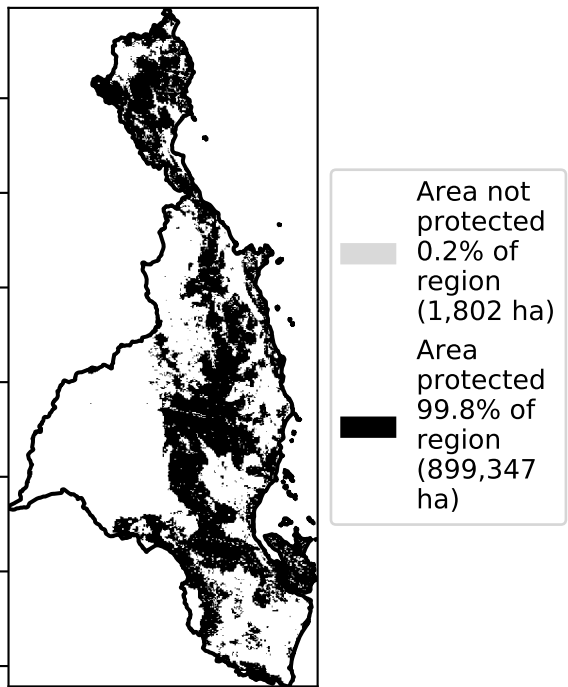 Area not
protected
0.2% of
region
(1,802 ha)
Area
protected
99.8% of
region
(899,347
ha)